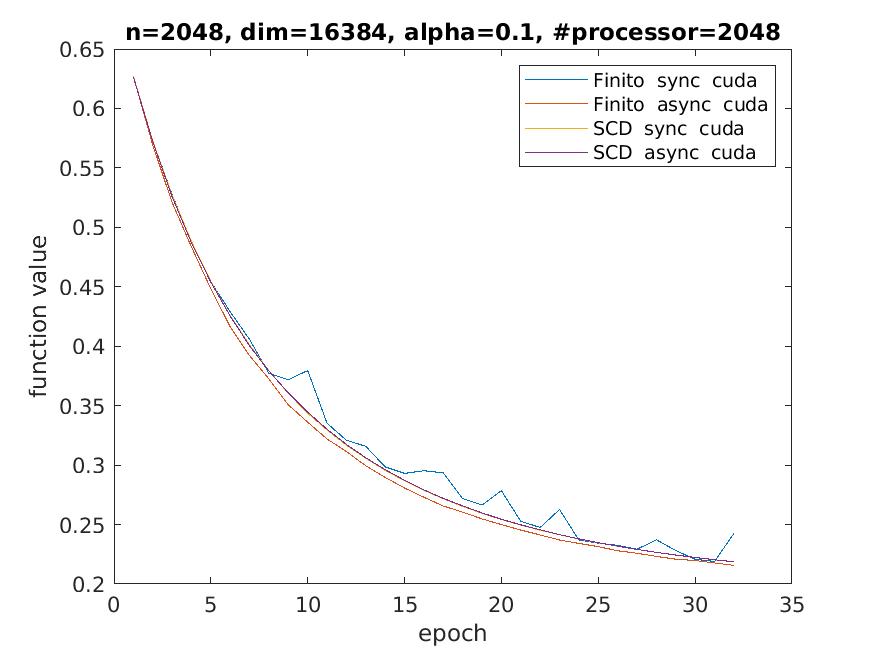 n=2048, dim=16384, alpha=0.1, #processor=2048
0.65
0.6
0.55
0.5
0.45
0.4
0.35
0.3
0.25
0.2
function value
Finito sync cuda
Finito async cuda
SCD sync cuda
SCD async cuda
0 5 10 15 20 25 30 35
epoch